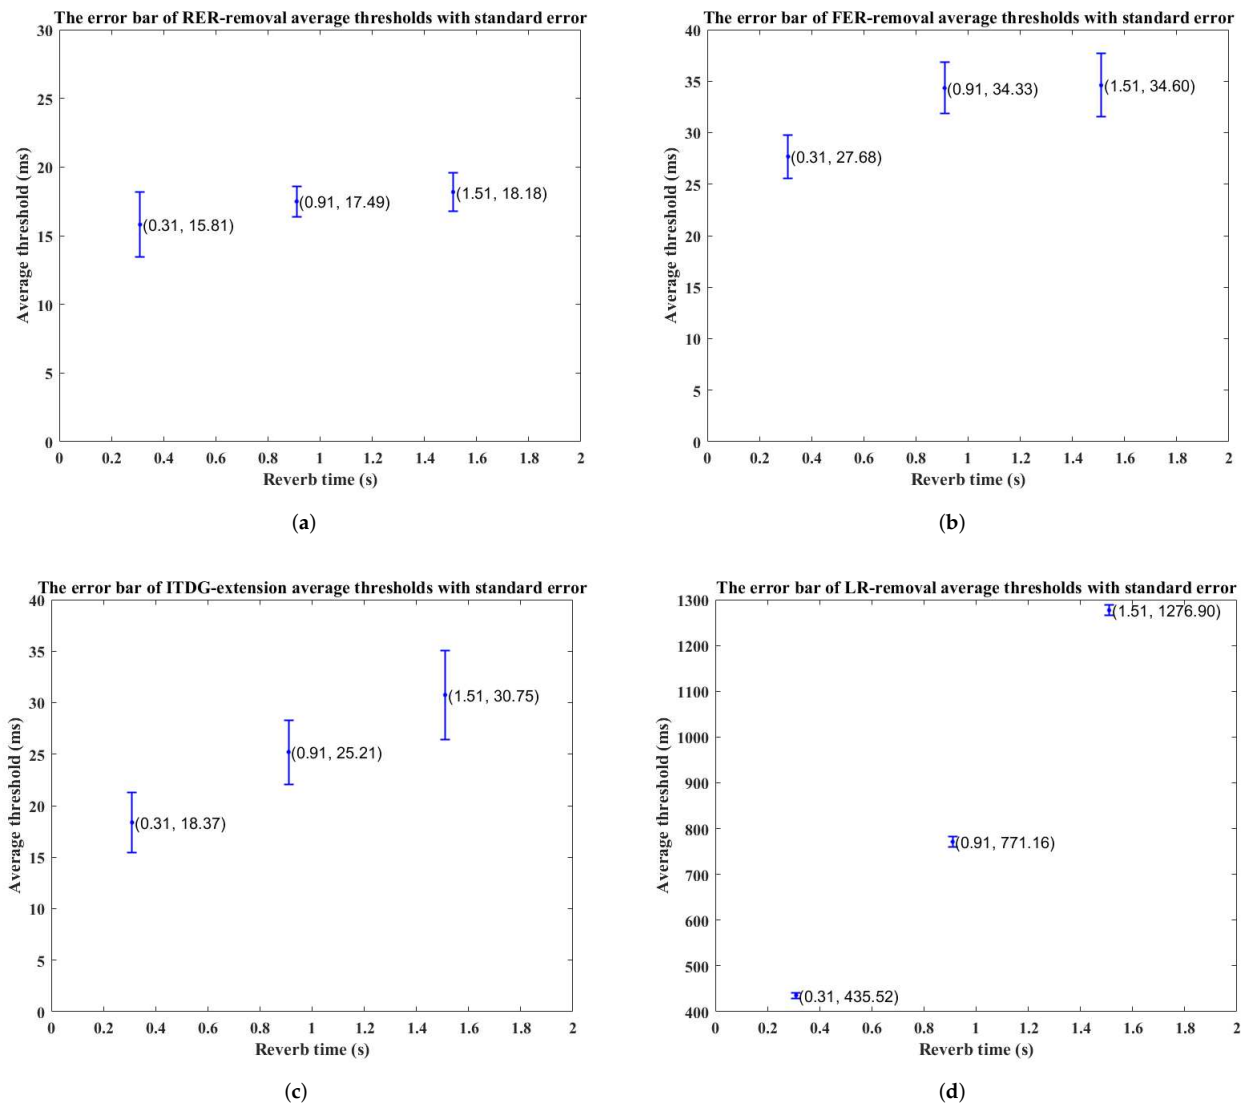 The error bar of RER-removal average thresholds with standard error
30
25
20
15
10
5
0
Average threshold (ms)
(0.31, 15.81)
(0.91, 17.49)
(1.51, 18.18)
0 0.2 0.4 0.6 0.8 1 1.2 1.4 1.6 1.8 2
Reverb time (s)
(a)
The error bar of FER-removal average thresholds with standard error
40
35
30
25
20
15
10
5
0
Average threshold (ms)
(0.31, 27.68)
(0.91, 34.33)
(1.51, 34.60)
0 0.2 0.4 0.6 0.8 1 1.2 1.4 1.6 1.8 2
Reverb time (s)
(b)
The error bar of ITDG-extension average thresholds with standard error
40
35
30
25
20
15
10
5
0
Average threshold (ms)
(0.31, 18.37)
(0.91, 25.21)
(1.51, 30.75)
0 0.2 0.4 0.6 0.8 1 1.2 1.4 1.6 1.8 2
Reverb time (s)
(c)
The error bar of LR-removal average thresholds with standard error
1300
1200
1100
1000
900
800
700
600
500
400
Average threshold (ms)
(0.31, 435.52)
(0.91, 771.16)
(1.51, 1276.90)
0 0.2 0.4 0.6 0.8 1 1.2 1.4 1.6 1.8 2
Reverb time (s)
(d)